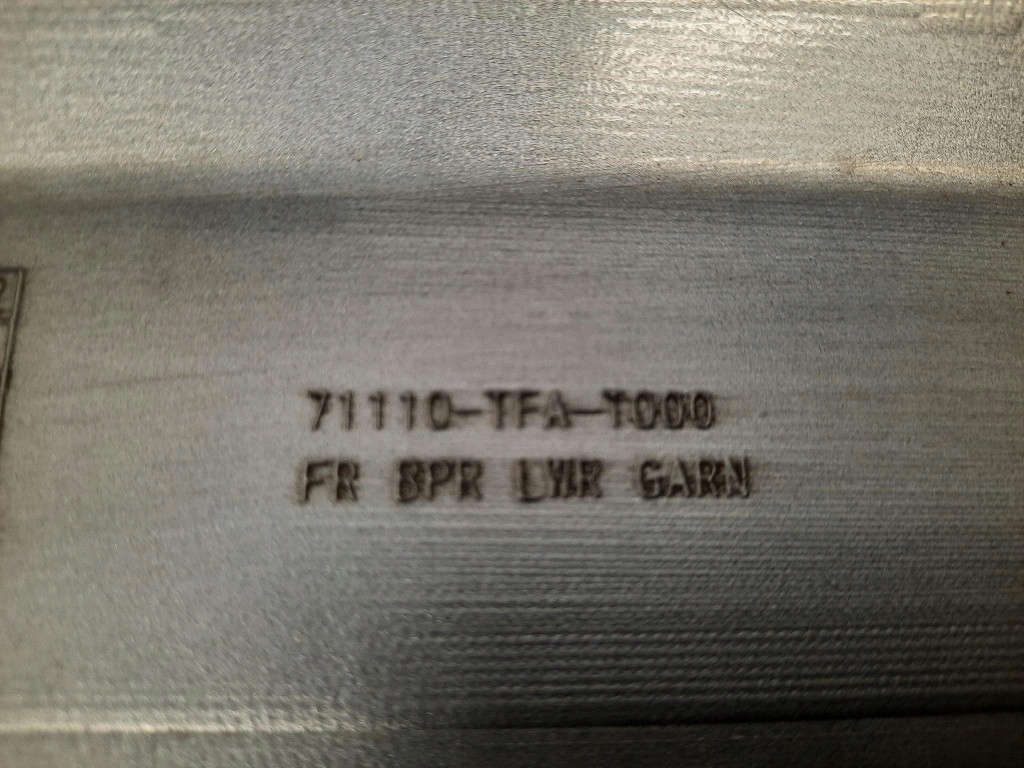 71110-TFA-T000
FR BPR LWR GARN